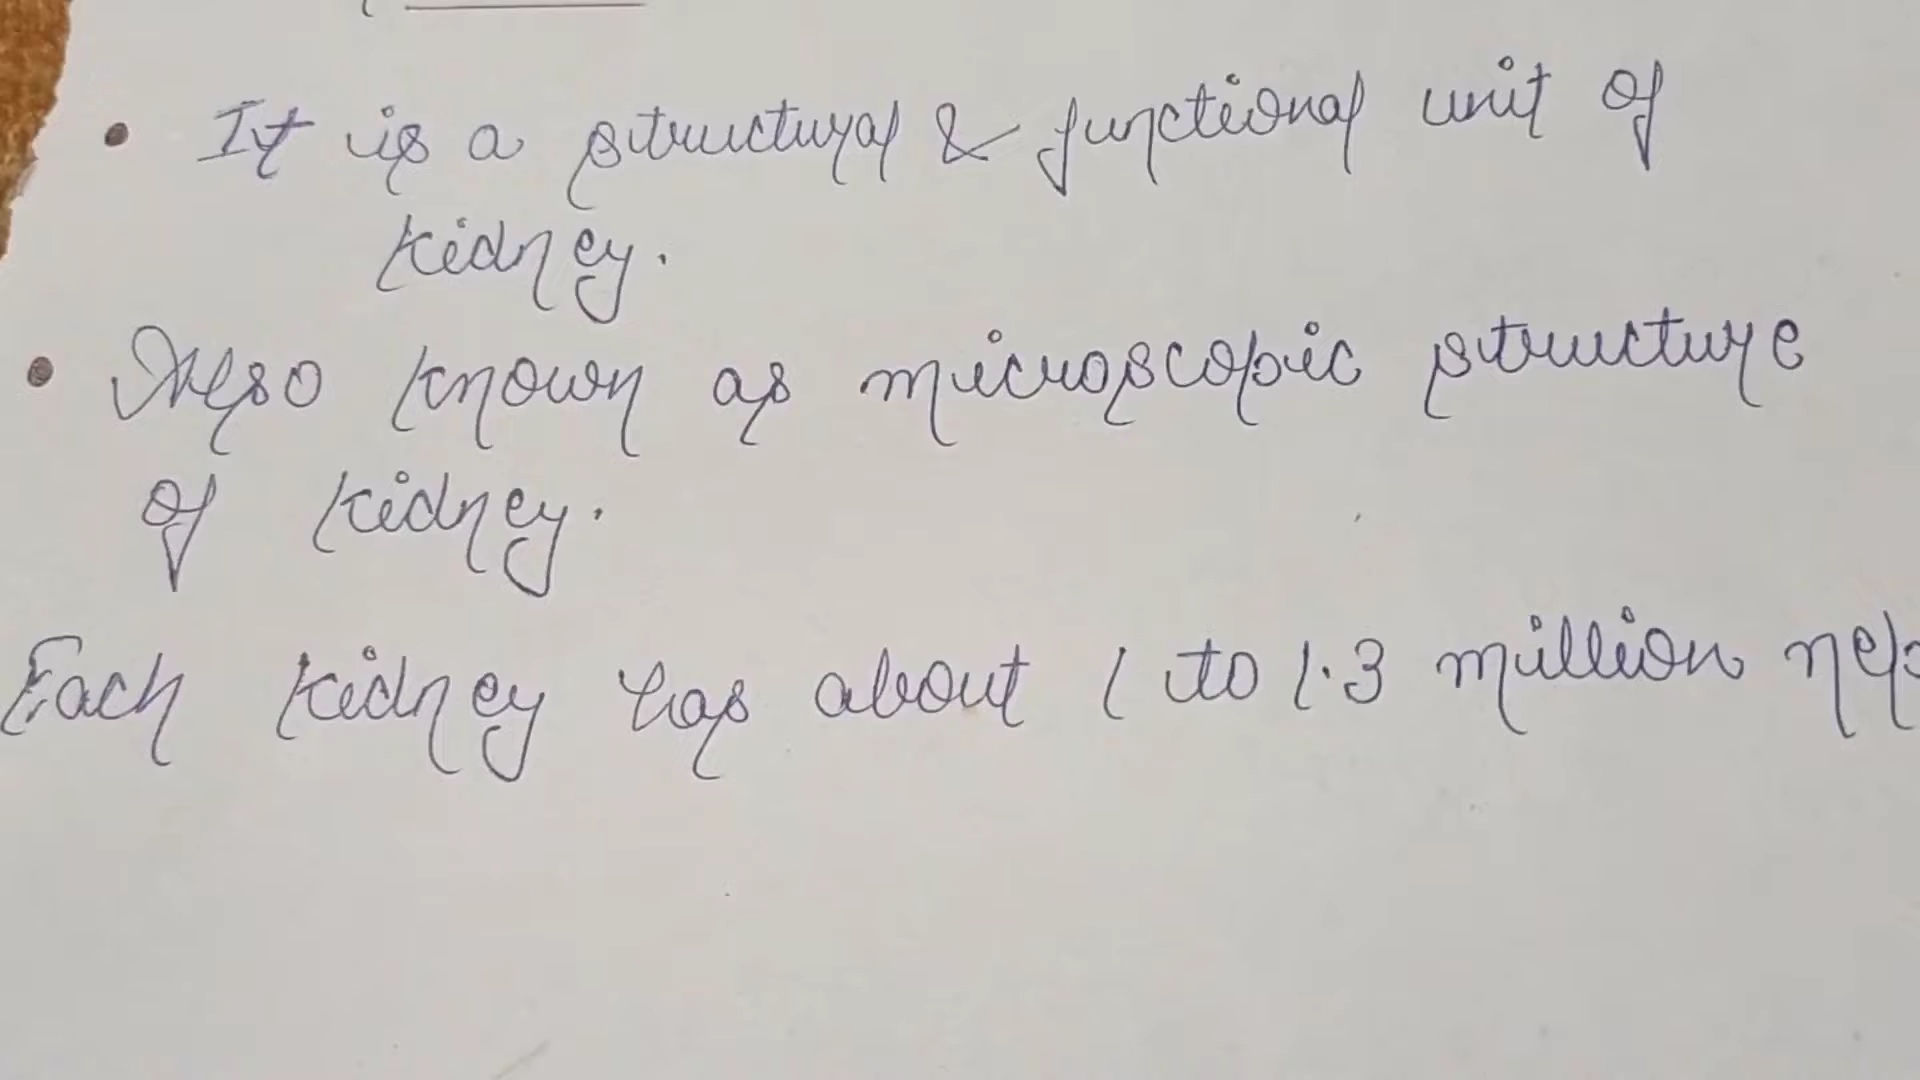 • It is a structural & functional unit of
kidney.
• Also known as microscopic structure
of kidney.
Each kidney has about 1 to 1.3 million